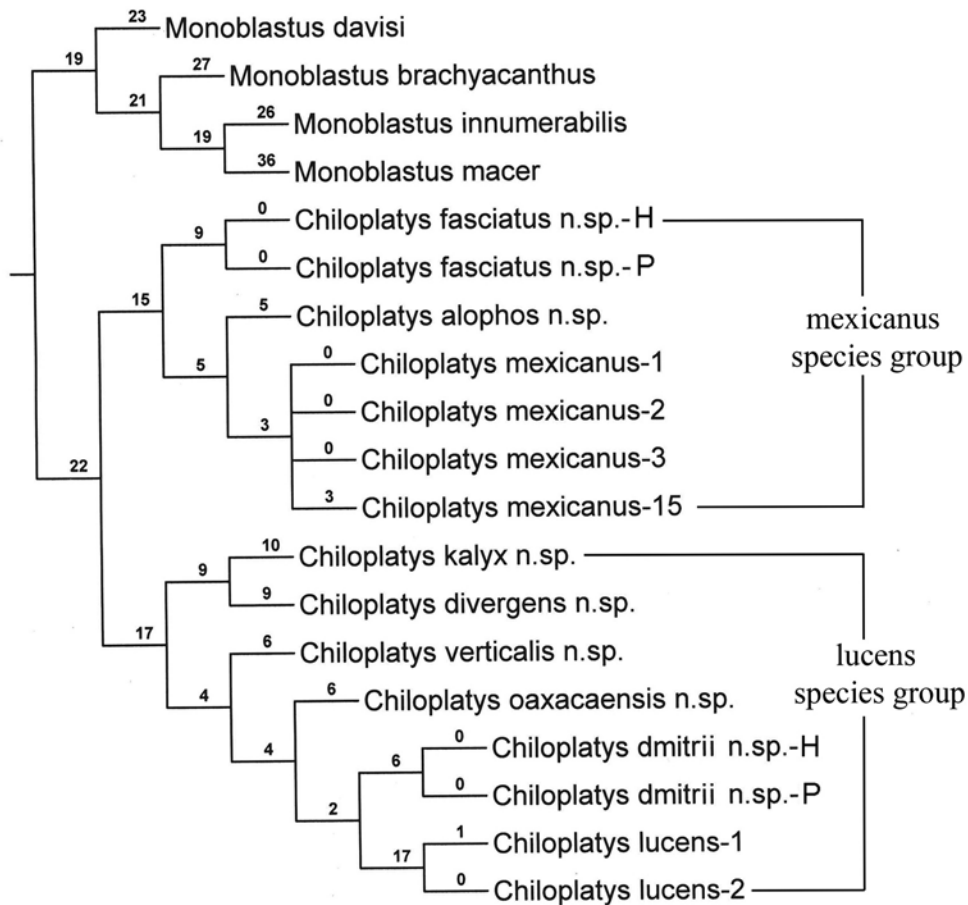 23 Monoblastus davisi
19
27 Monoblastus brachyacanthus
21
26 Monoblastus innumerabilis
19
36 Monoblastus macer
0 Chiloplatys fasciatus n.sp.-H
9
0 Chiloplatys fasciatus n.sp.-P
15
5 Chiloplatys alophos n.sp.
mexicanus
species group
0 Chiloplatys mexicanus-1
5
0 Chiloplatys mexicanus-2
3
0 Chiloplatys mexicanus-3
22
3 Chiloplatys mexicanus-15
10 Chiloplatys kalyx n.sp.
9
9 Chiloplatys divergens n.sp.
17
6 Chiloplatys verticalis n.sp.
lucens
species group
4
6 Chiloplatys oaxacaensis n.sp.
4
0 Chiloplatys dmitrii n.sp.-H
6
0 Chiloplatys dmitrii n.sp.-P
2
1 Chiloplatys lucens-1
17
0 Chiloplatys lucens-2